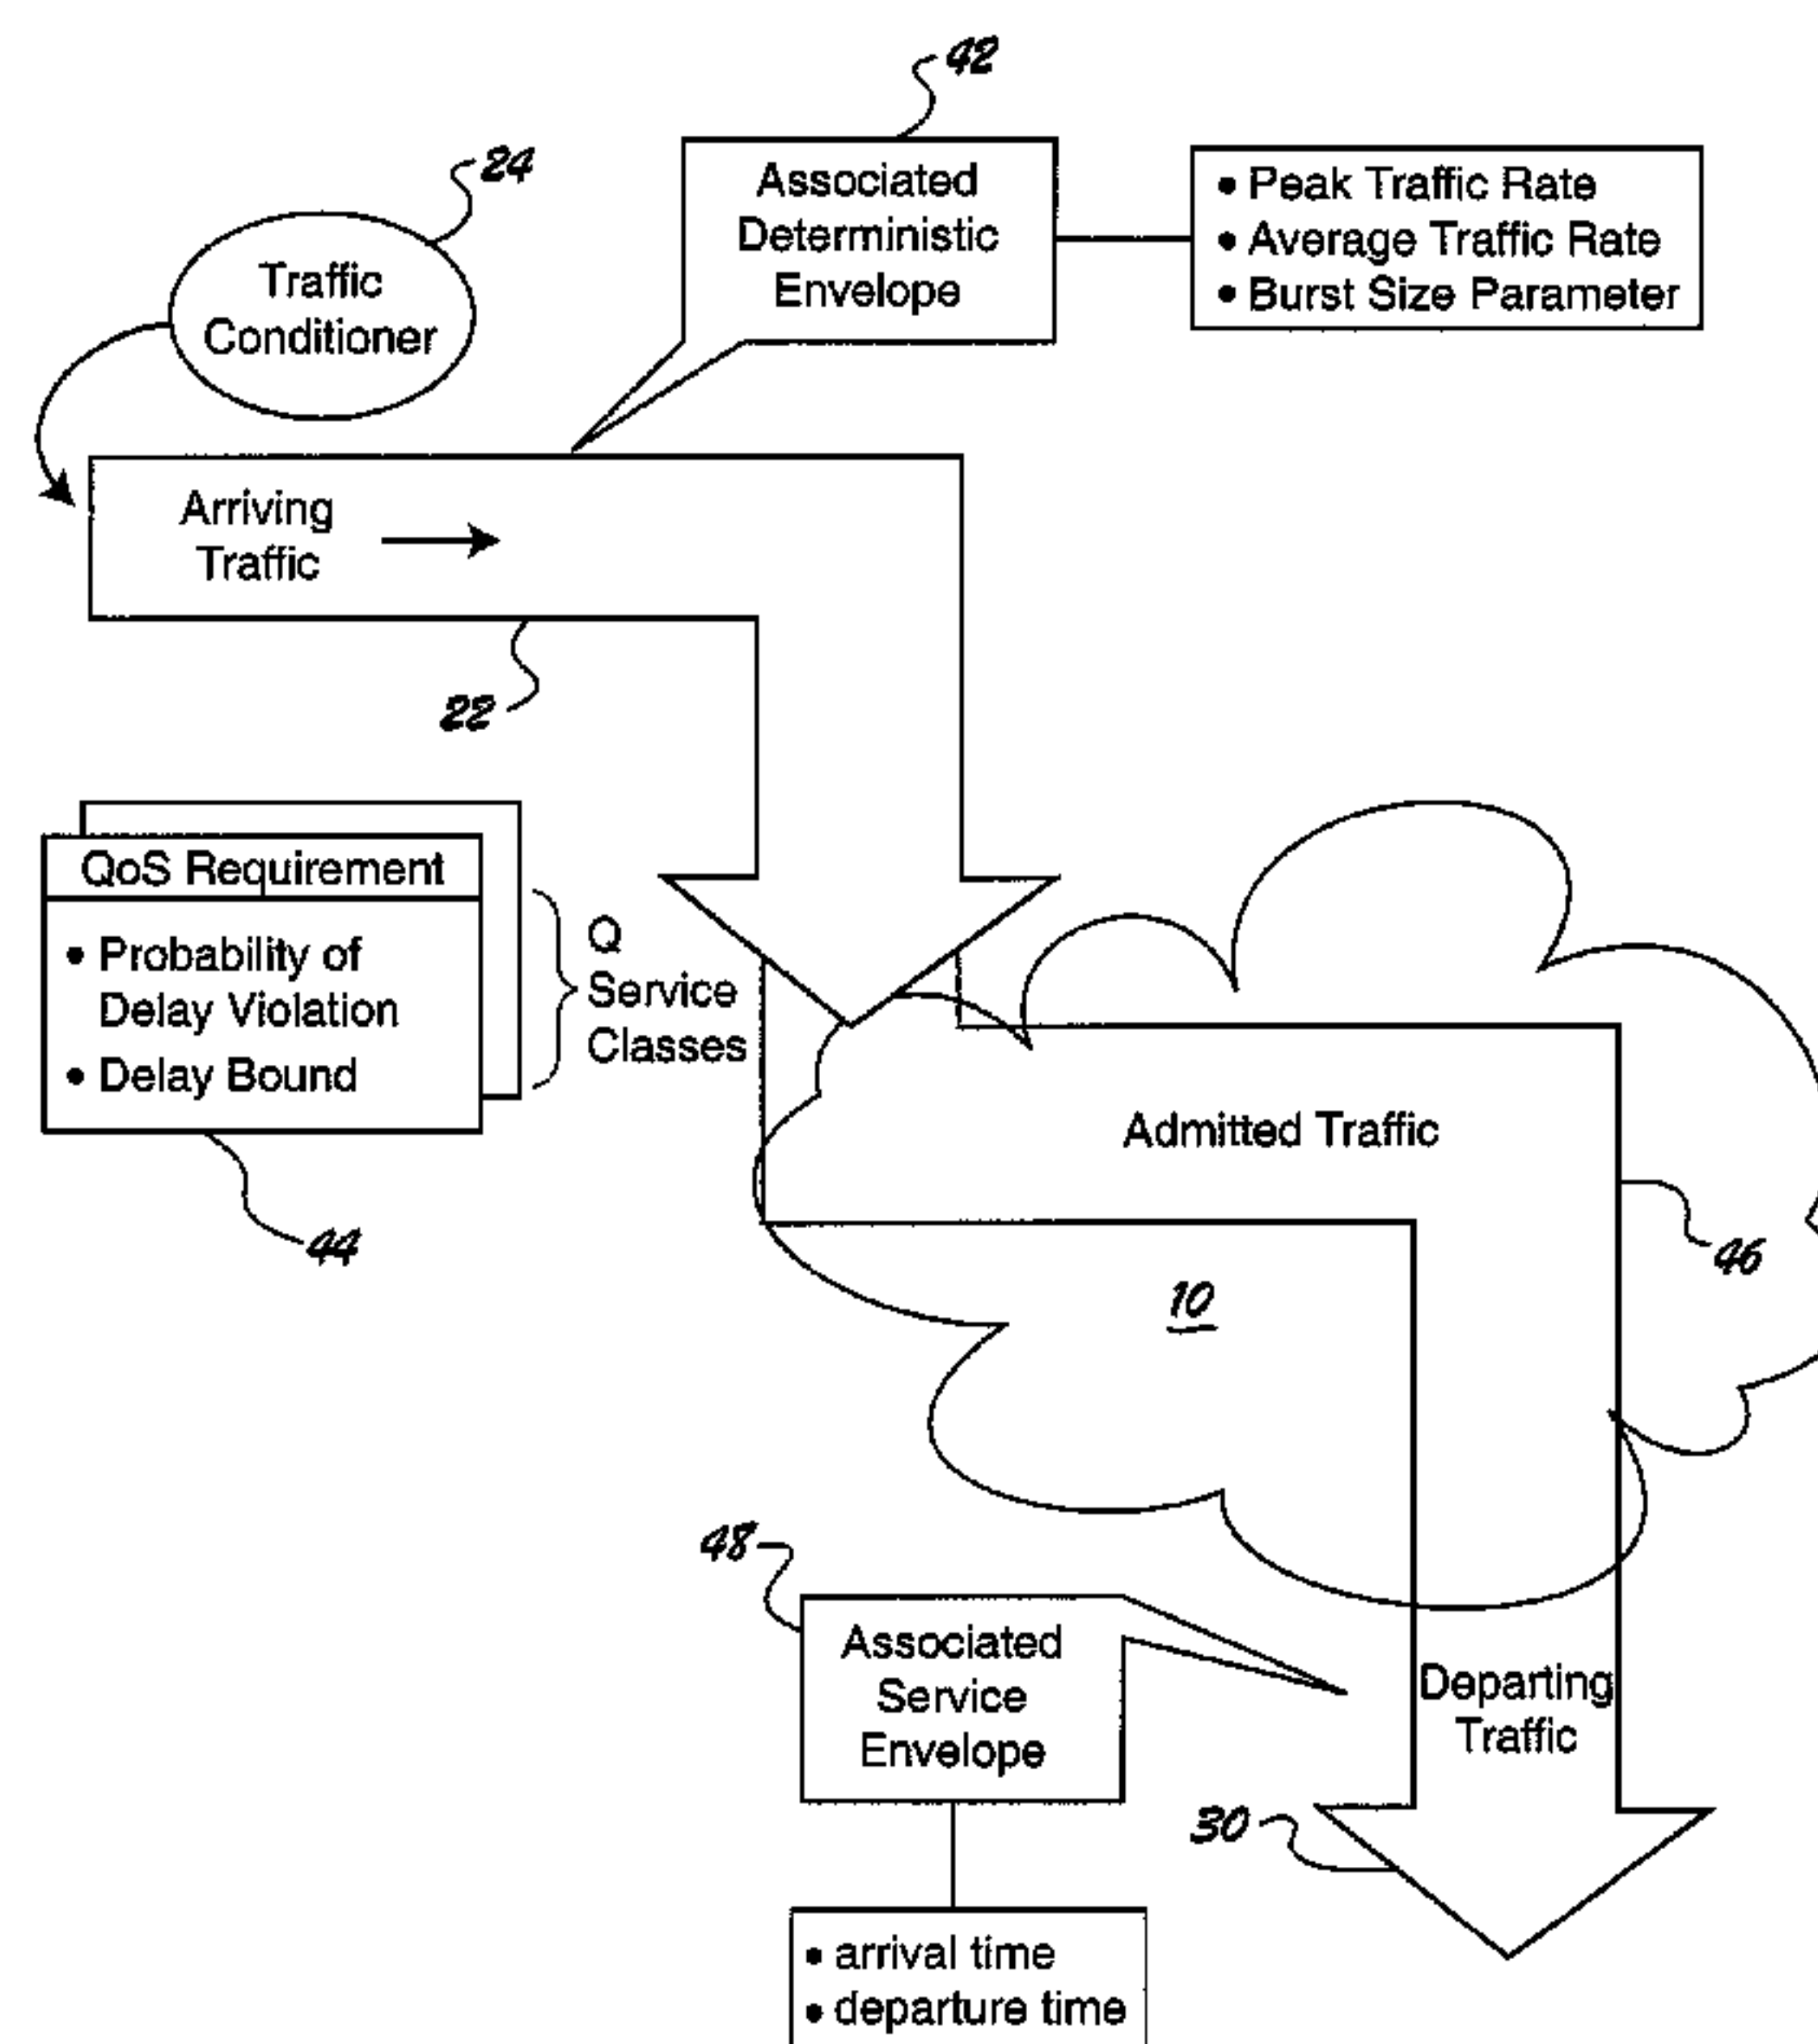 42
24
Associated
Deterministic
Envelope
• Peak Traffic Rate
• Average Traffic Rate
• Burst Size Parameter
Traffic
Conditioner
Arriving
Traffic
22
QoS Requirement
• Probability of
Delay Violation
• Delay Bound
Q
Service
Classes
44
Admitted Traffic
46
10
48
Associated
Service
Envelope
Departing
Traffic
30
• arrival time
• departure time